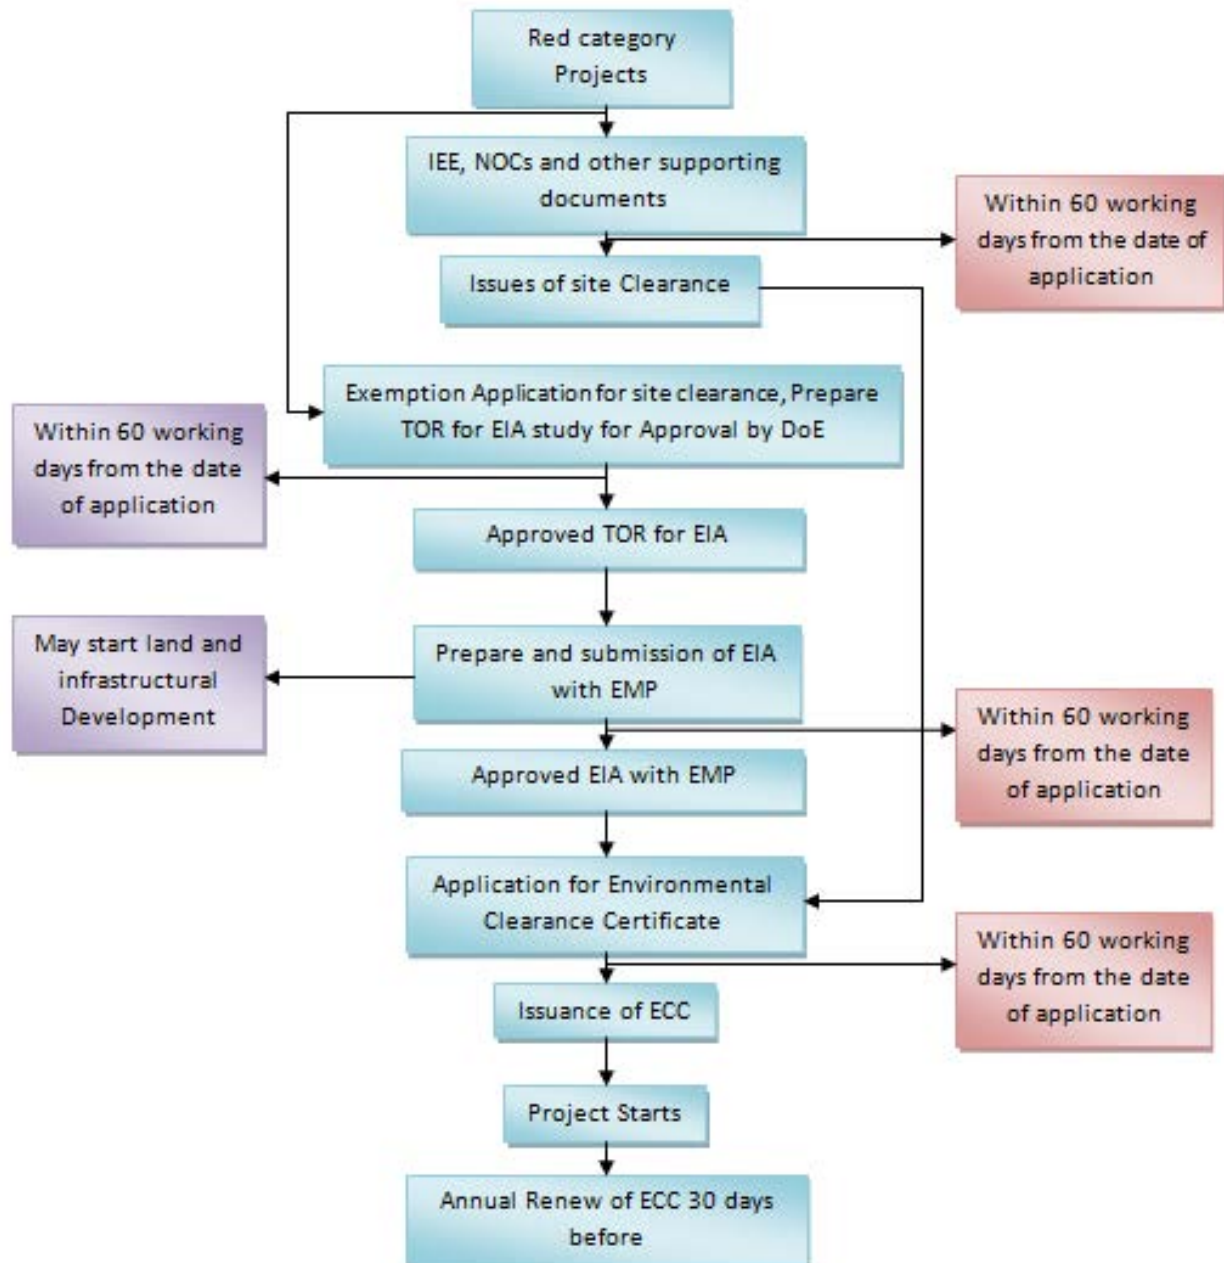 Red category
Projects
IEE, NOCs and other supporting
documents
Within 60 working
days from the date of
application
Issues of site Clearance
Exemption Application for site clearance, Prepare
TOR for EIA study for Approval by DoE
Within 60 working
days from the date
of application
Approved TOR for EIA
May start land and
infrastructural
Development
Prepare and submission of EIA
with EMP
Within 60 working
days from the date
of application
Approved EIA with EMP
Application for Environmental
Clearance Certificate
Within 60 working
days from the date
of application
Issuance of ECC
Project Starts
Annual Renew of ECC 30 days
before